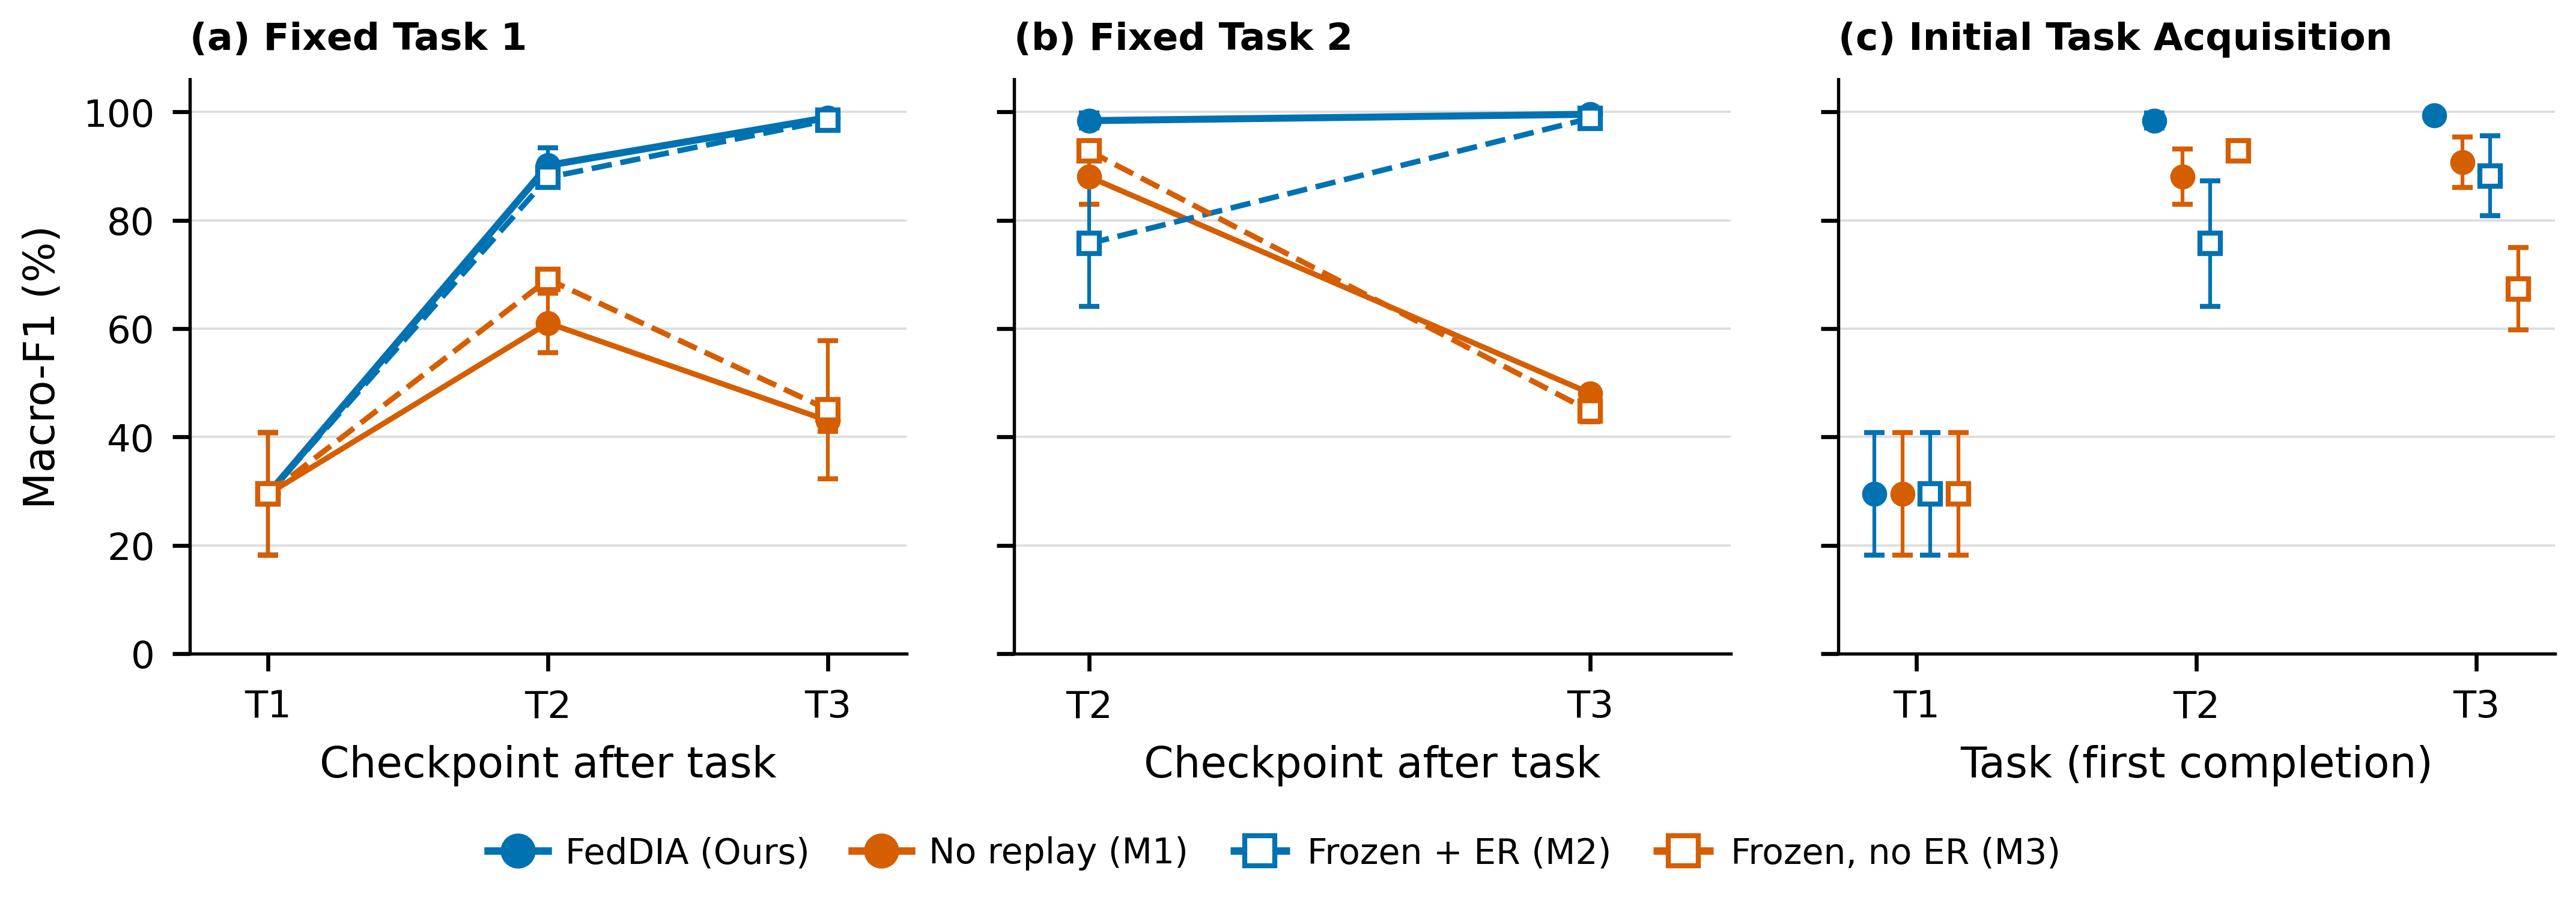 (a) Fixed Task 1
(b) Fixed Task 2
(c) Initial Task Acquisition
Macro-F1 (%)
100
80
60
40
20
0
T1 T2 T3
T2 T3
T1 T2 T3
Checkpoint after task
Checkpoint after task
Task (first completion)
FedDIA (Ours) No replay (M1) Frozen + ER (M2) Frozen, no ER (M3)